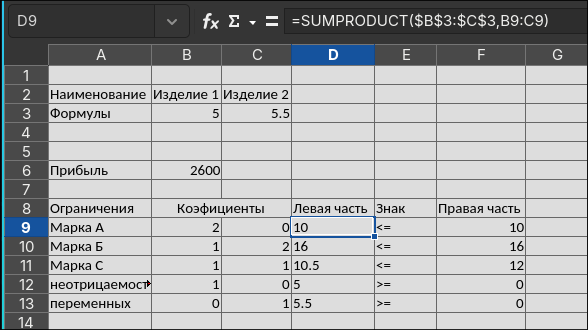 D9 fx Σ = =SUMPRODUCT($B$3:$C$3,B9:C9)
A B C D E F G
1
2 Наименование Изделие 1 Изделие 2
3 Формулы 5 5.5
4
5
6 Прибыль 2600
7
8 Ограничения Коэфициенты Левая часть Знак Правая часть
9 Марка А 2 0 10 <= 10
10 Марка Б 1 2 16 <= 16
11 Марка С 1 1 10.5 <= 12
12 неотрицаемост 1 0 5 >= 0
13 переменных 0 1 5.5 >= 0
14